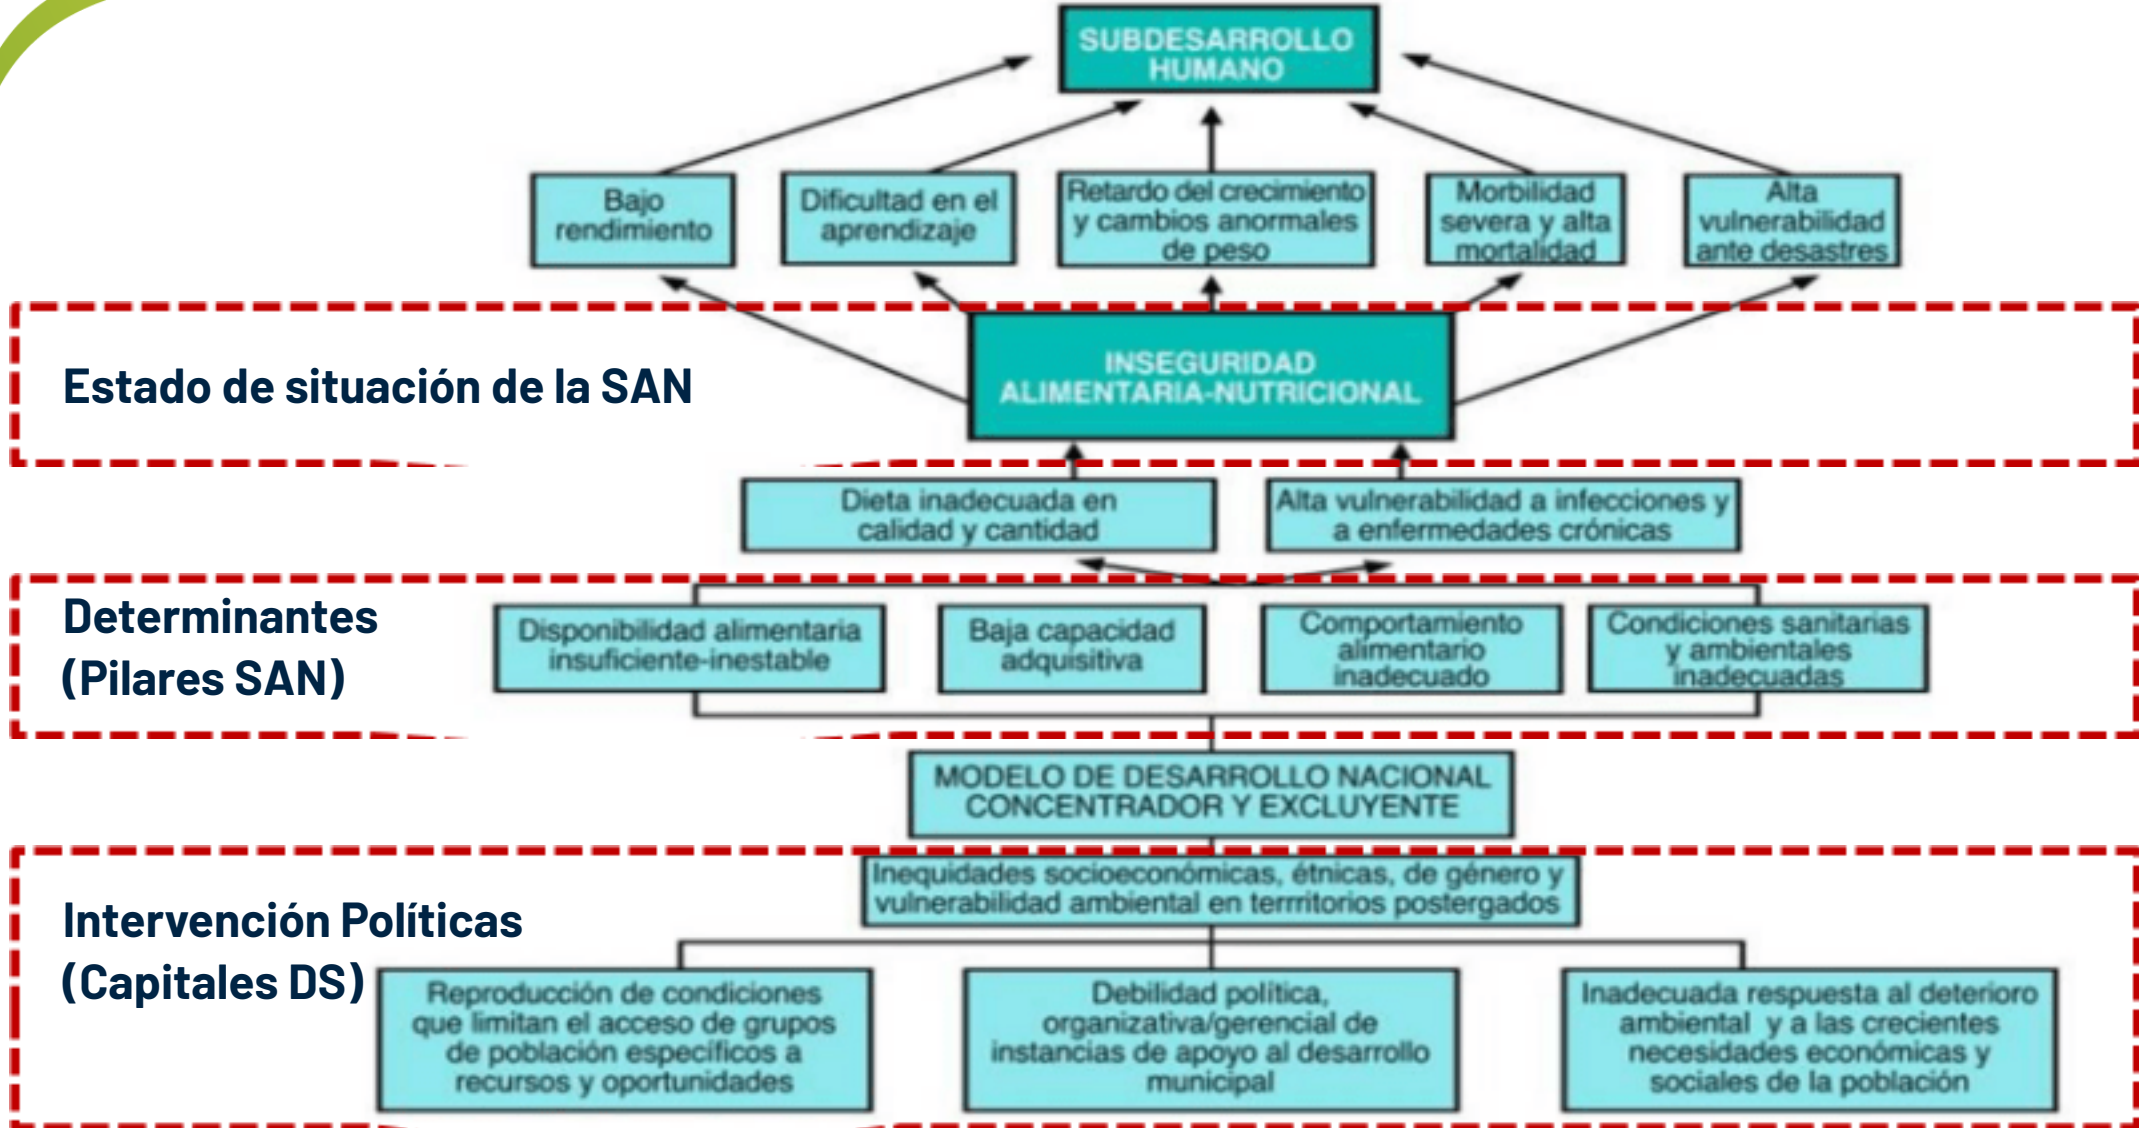 SUBDESARROLLO
HUMANO
Bajo
rendimiento
Dificultad en el
aprendizaje
Retardo del crecimiento
y cambios anormales
de peso
Morbilidad
severa y alta
mortalidad
Alta
vulnerabilidad
ante desastres
Estado de situación de la SAN
INSEGURIDAD
ALIMENTARIA-NUTRICIONAL
Dieta inadecuada en
calidad y cantidad
Alta vulnerabilidad a infecciones y
a enfermedades crónicas
Determinantes
(Pilares SAN)
Disponibilidad alimentaria
insuficiente-inestable
Baja capacidad
adquisitiva
Comportamiento
alimentario
inadecuado
Condiciones sanitarias
y ambientales
inadecuadas
MODELO DE DESARROLLO NACIONAL
CONCENTRADOR Y EXCLUYENTE
Inequidades socioeconómicas, étnicas, de género y
vulnerabilidad ambiental en terrritorios postergados
Intervención Políticas
(Capitales DS)
Reproducción de condiciones
que limitan el acceso de grupos
de población específicos a
recursos y oportunidades
Debilidad política,
organizativa/gerencial de
instancias de apoyo al desarrollo
municipal
Inadecuada respuesta al deterioro
ambiental y a las crecientes
necesidades económicas y
sociales de la población